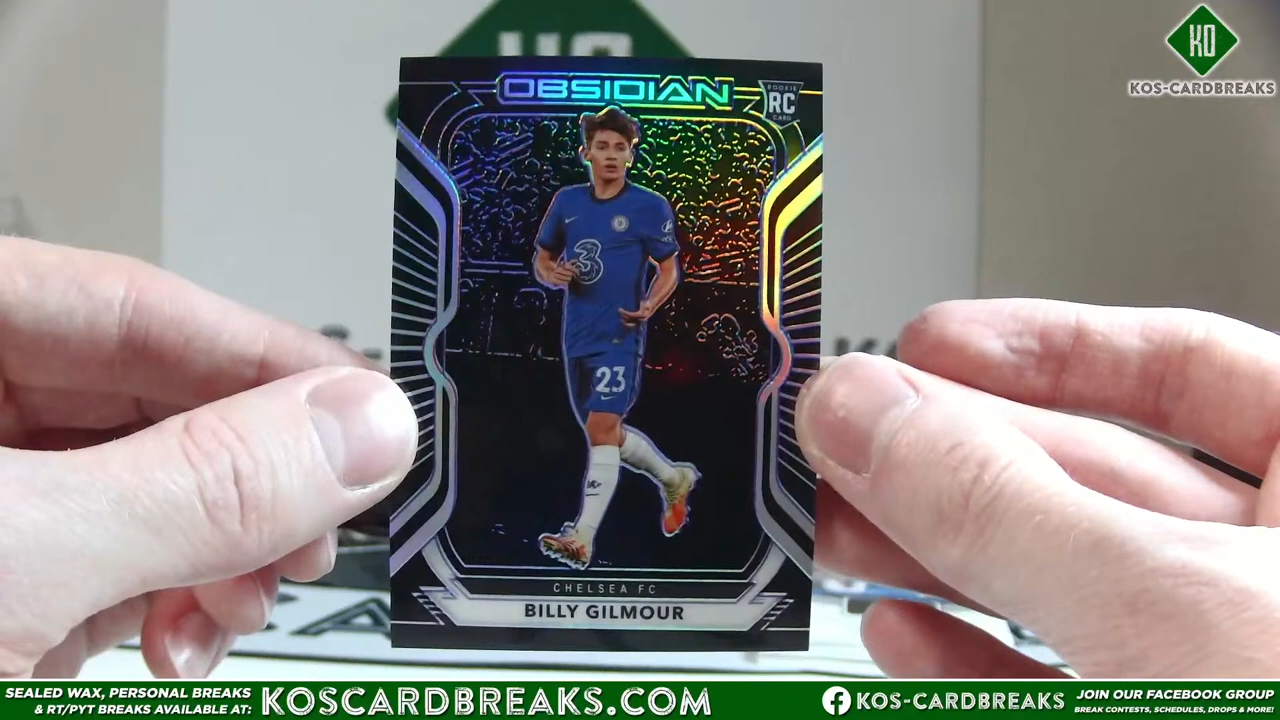 KO
KOS-CARDBREAKS
OBSIDIAN
ROOKIE
RC
CARD
3
23
CHELSEA FC
BILLY GILMOUR
SEALED WAX, PERSONAL BREAKS
& RT/PYT BREAKS AVAILABLE AT:
KOSCARDBREAKS.COM
KOS-CARDBREAKS
JOIN OUR FACEBOOK GROUP
BREAK CONTESTS, SCHEDULES, DROPS & MORE!